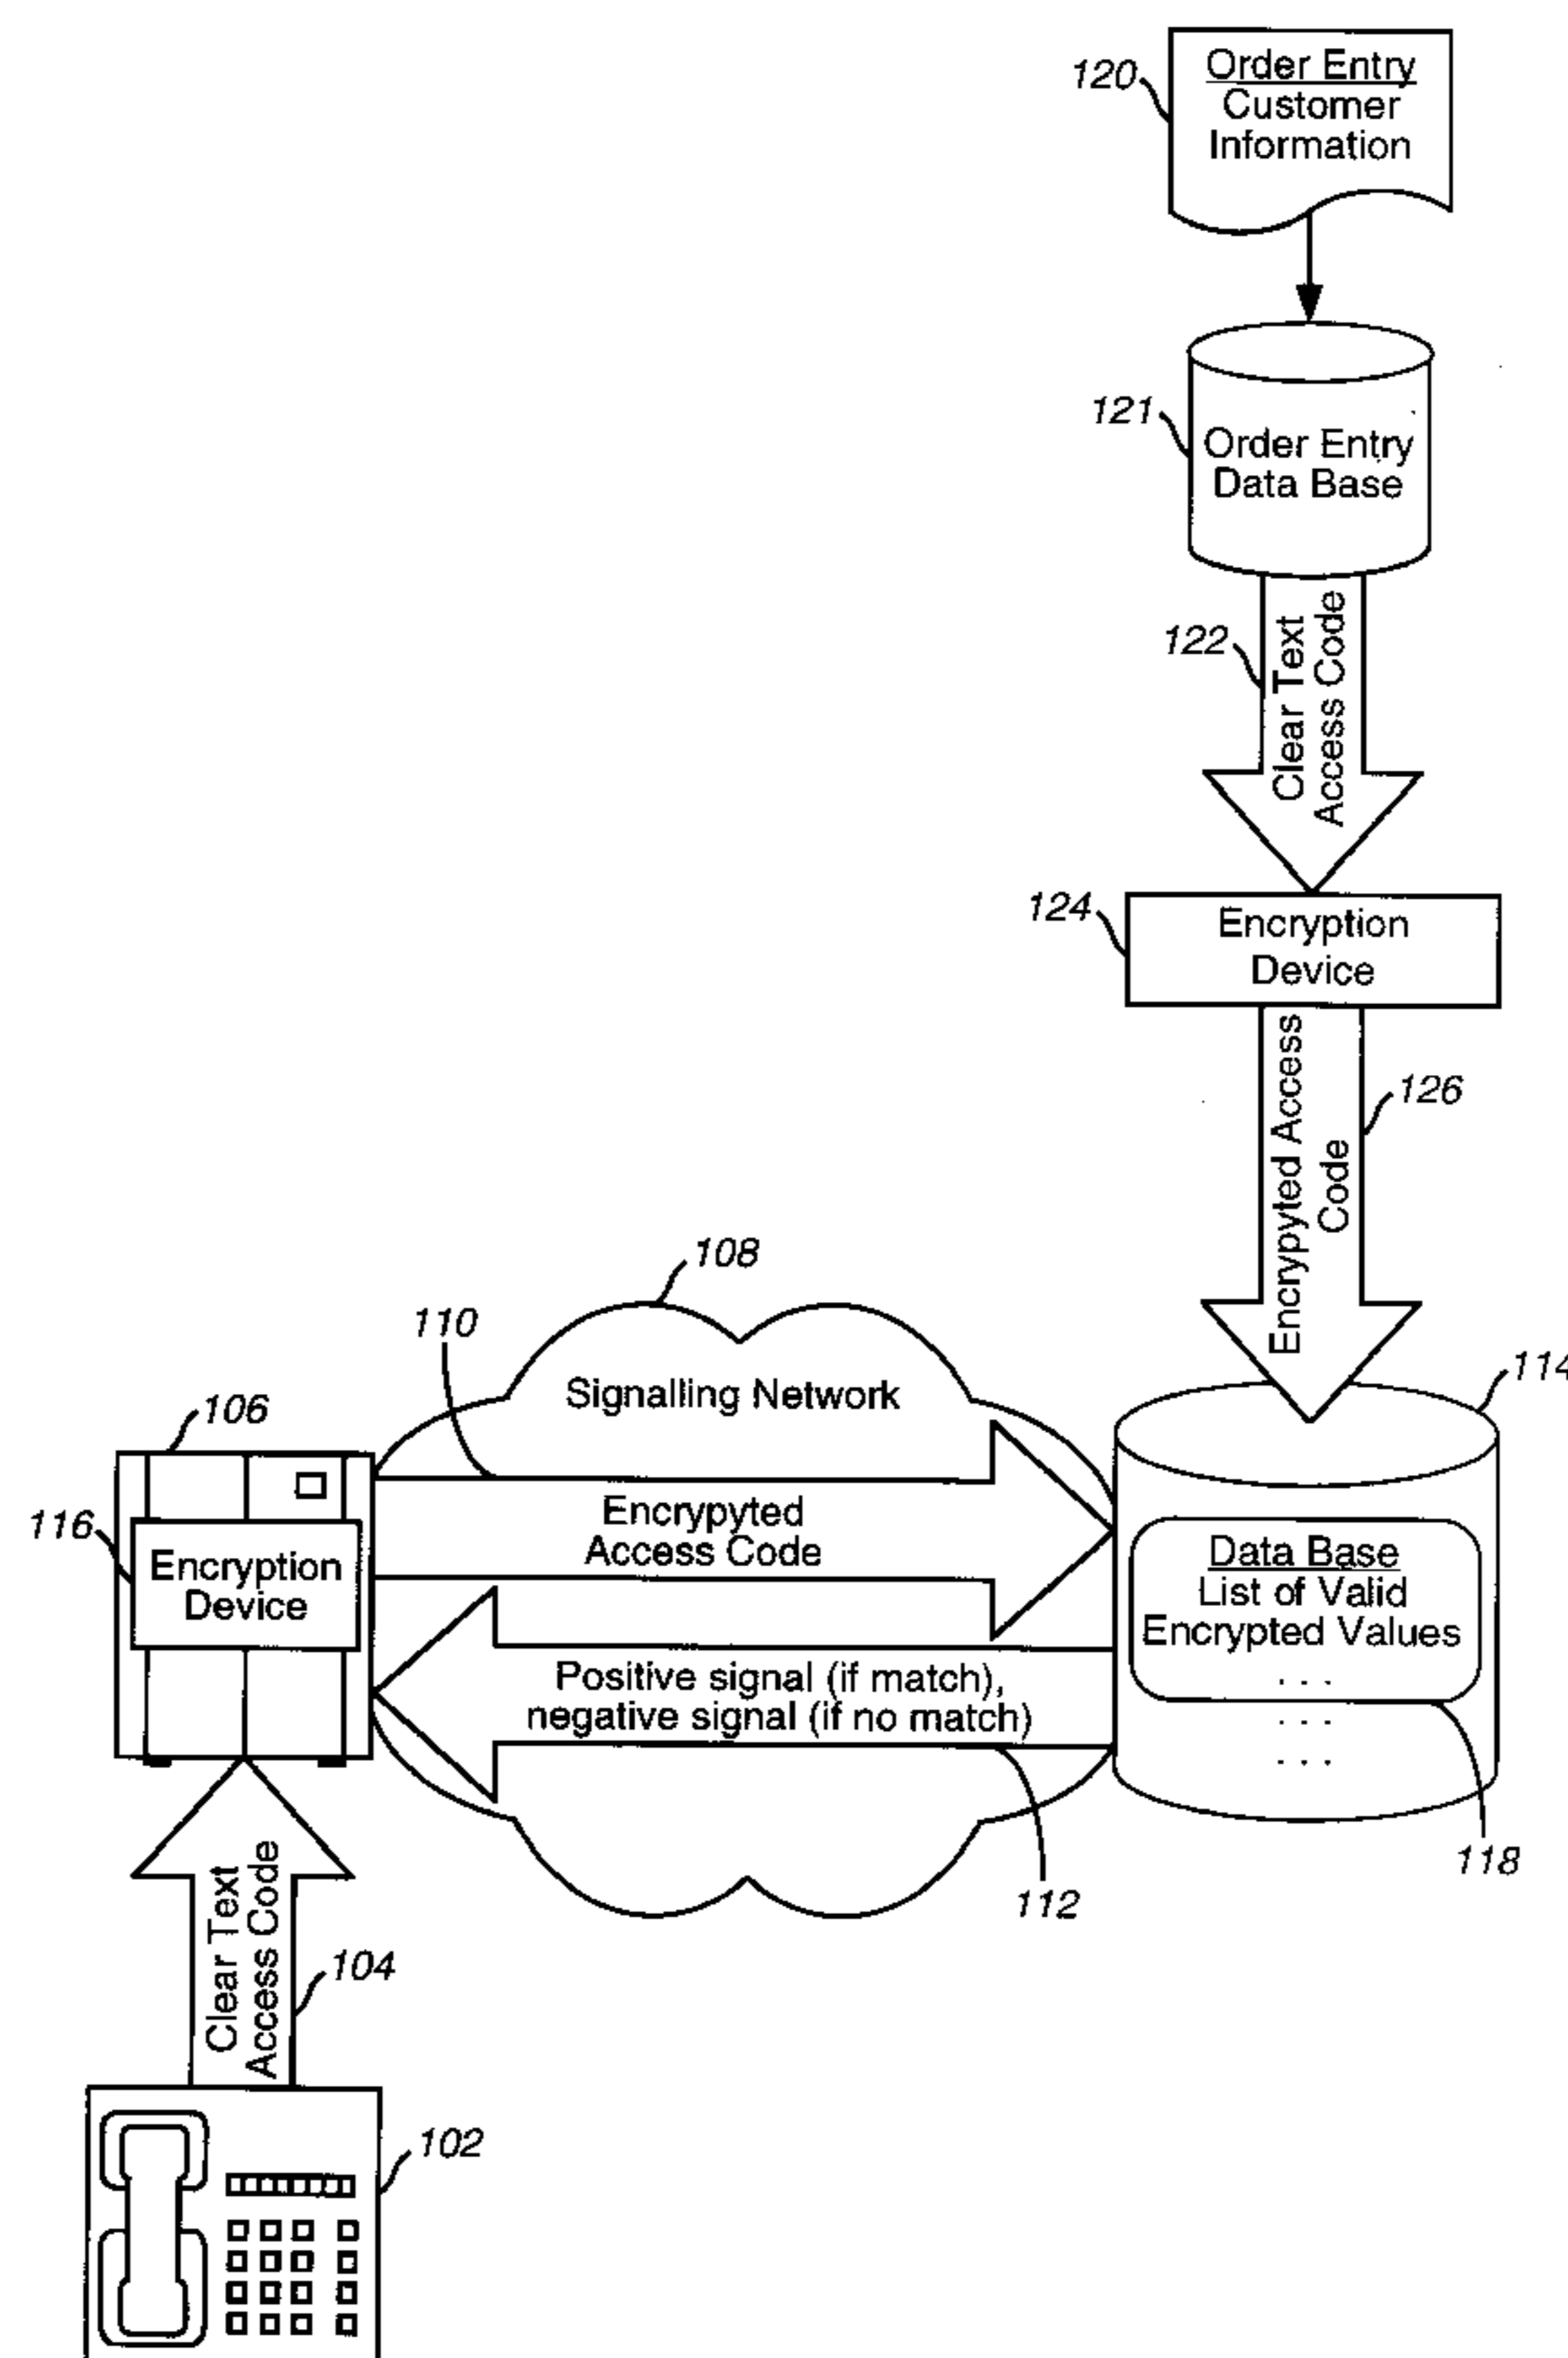 120
Order Entry
Customer
Information
121
Order Entry
Data Base
122
Clear Text
Access Code
124
Encryption
Device
Encrypyted Access
Code
126
108
110
Signalling Network
114
106
116
Encryption
Device
Encrypyted
Access Code
Data Base
List of Valid
Encrypted Values
. . .
. . .
. . .
Positive signal (if match),
negative signal (if no match)
118
112
Clear Text
Access Code
104
102